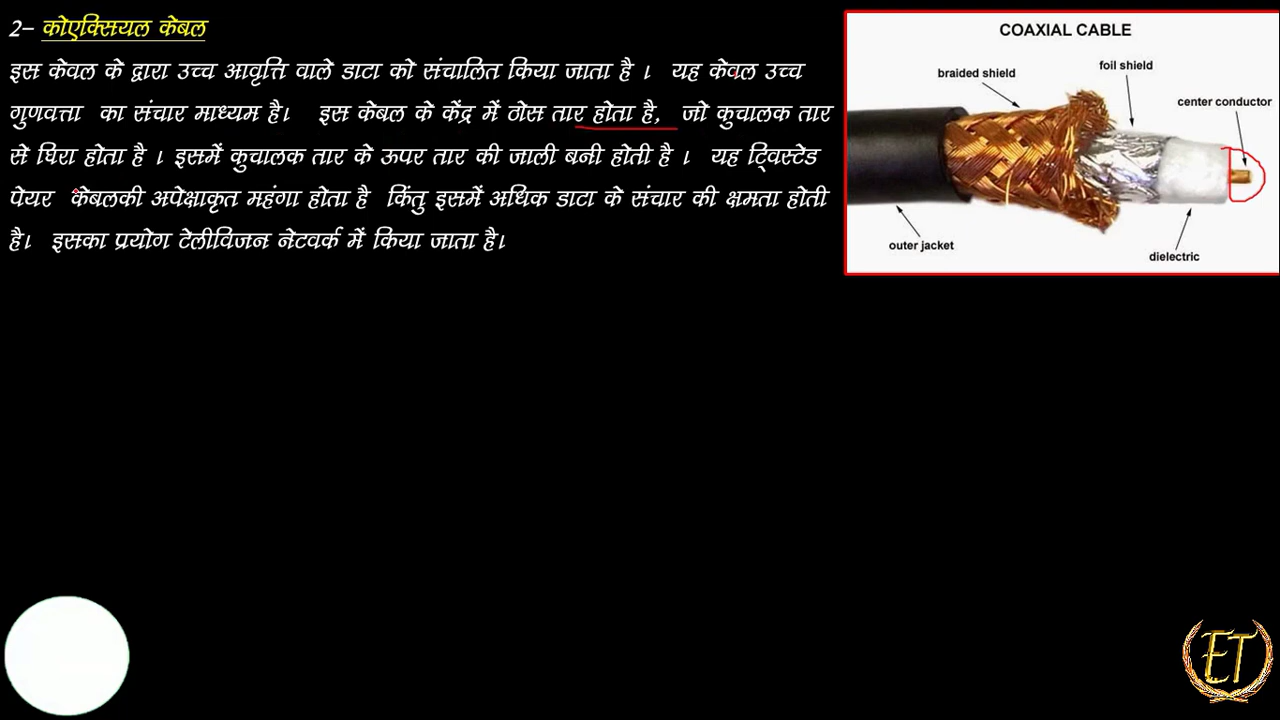 2- कोएक्सियल केबल
इस केवल के द्वारा उच्च आवृत्ति वाले डाटा को संचालित किया जाता है । यह केवल उच्च
गुणवत्ता का संचार माध्यम है। इस केबल के केंद्र में ठोस तार होता है, जो कुचालक तार
से घिरा होता है । इसमें कुचालक तार के ऊपर तार की जाली बनी होती है । यह ट्विस्टेड
पेयर केबलकी अपेक्षाकृत महंगा होता है किंतु इसमें अधिक डाटा के संचार की क्षमता होती
है। इसका प्रयोग टेलीविजन नेटवर्क में किया जाता है।
COAXIAL CABLE
foil shield
braided shield
center conductor
outer jacket
dielectric
ET